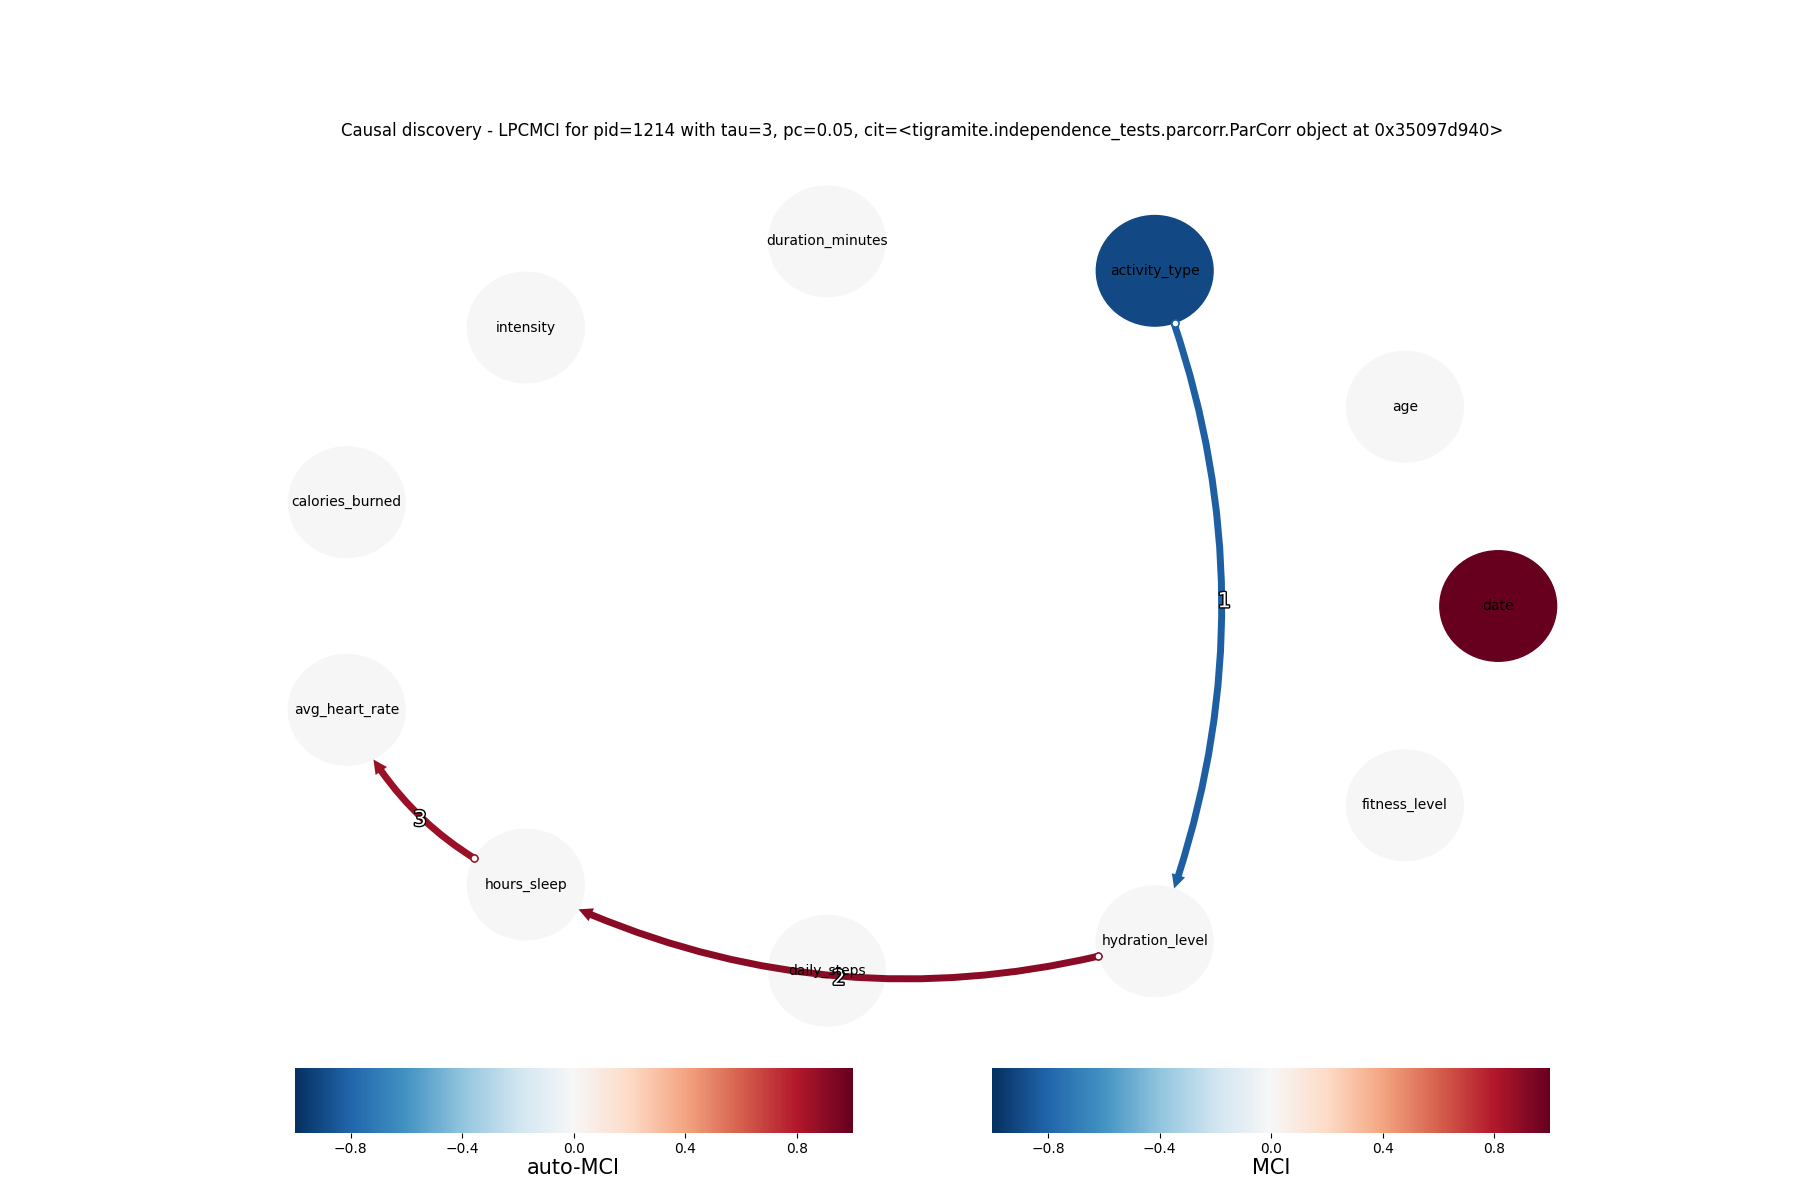 Causal discovery - LPCMCI for pid=1214 with tau=3, pc=0.05, cit=<tigramite.independence_tests.parcorr.ParCorr object at 0x35097d940>
duration_minutes
activity_type
intensity
age
calories_burned
1
date
avg_heart_rate
3
fitness_level
hours_sleep
hydration_level
daily_steps
2
−0.8 −0.4 0.0 0.4 0.8
auto-MCI
−0.8 −0.4 0.0 0.4 0.8
MCI